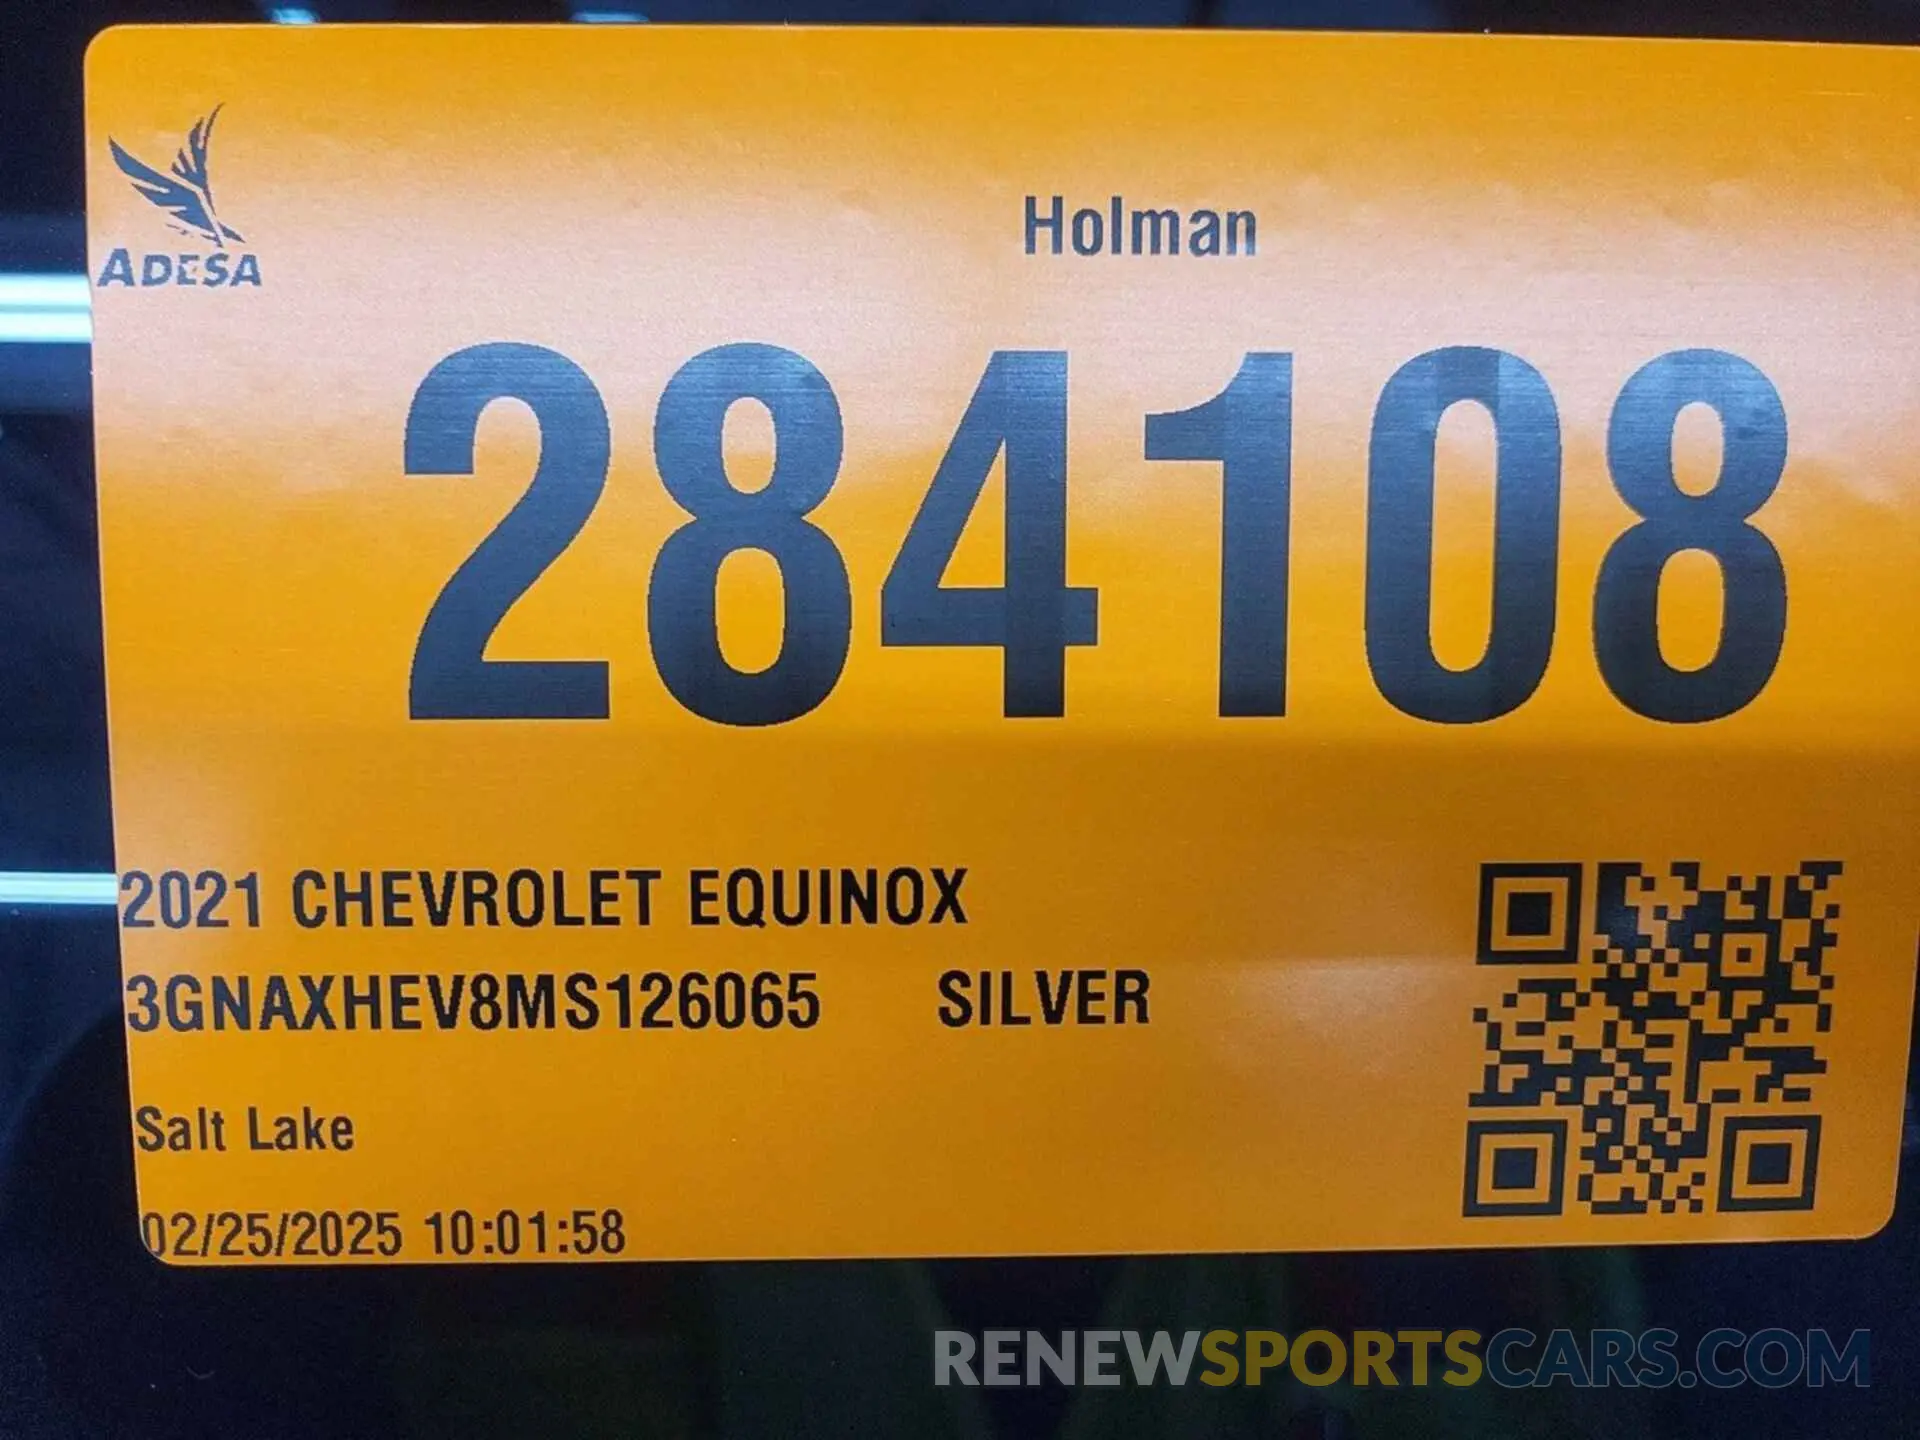 ADESA
Holman
284108
2021 CHEVROLET EQUINOX
3GNAXHEV8MS126065 SILVER
Salt Lake
02/25/2025 10:01:58
RENEWSPORTSCARS.COM